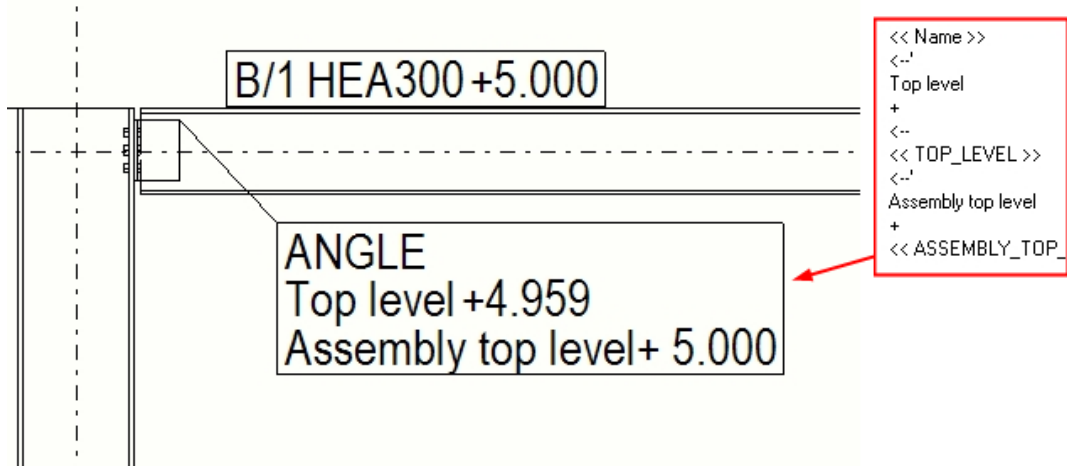 B/1 HEA300 +5.000
ANGLE
Top level +4.959
Assembly top level+ 5.000
<< Name >>
<--'
Top level
+
<--
<< TOP_LEVEL >>
<--'
Assembly top level
+
<< ASSEMBLY_TOP_